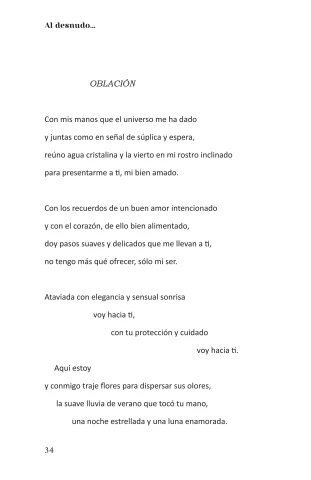 Al desnudo...
OBLACIÓN
Con mis manos que el universo me ha dado
y juntas como en señal de súplica y espera,
reúno agua cristalina y la vierto en mi rostro inclinado
para presentarme a ti, mi bien amado.
Con los recuerdos de un buen amor intencionado
y con el corazón, de ello bien alimentado,
doy pasos suaves y delicados que me llevan a ti,
no tengo más qué ofrecer, sólo mi ser.
Ataviada con elegancia y sensual sonrisa
voy hacia ti,
con tu protección y cuidado
voy hacia ti.
Aquí estoy
y conmigo traje flores para dispersar sus olores,
la suave lluvia de verano que tocó tu mano,
una noche estrellada y una luna enamorada.
34